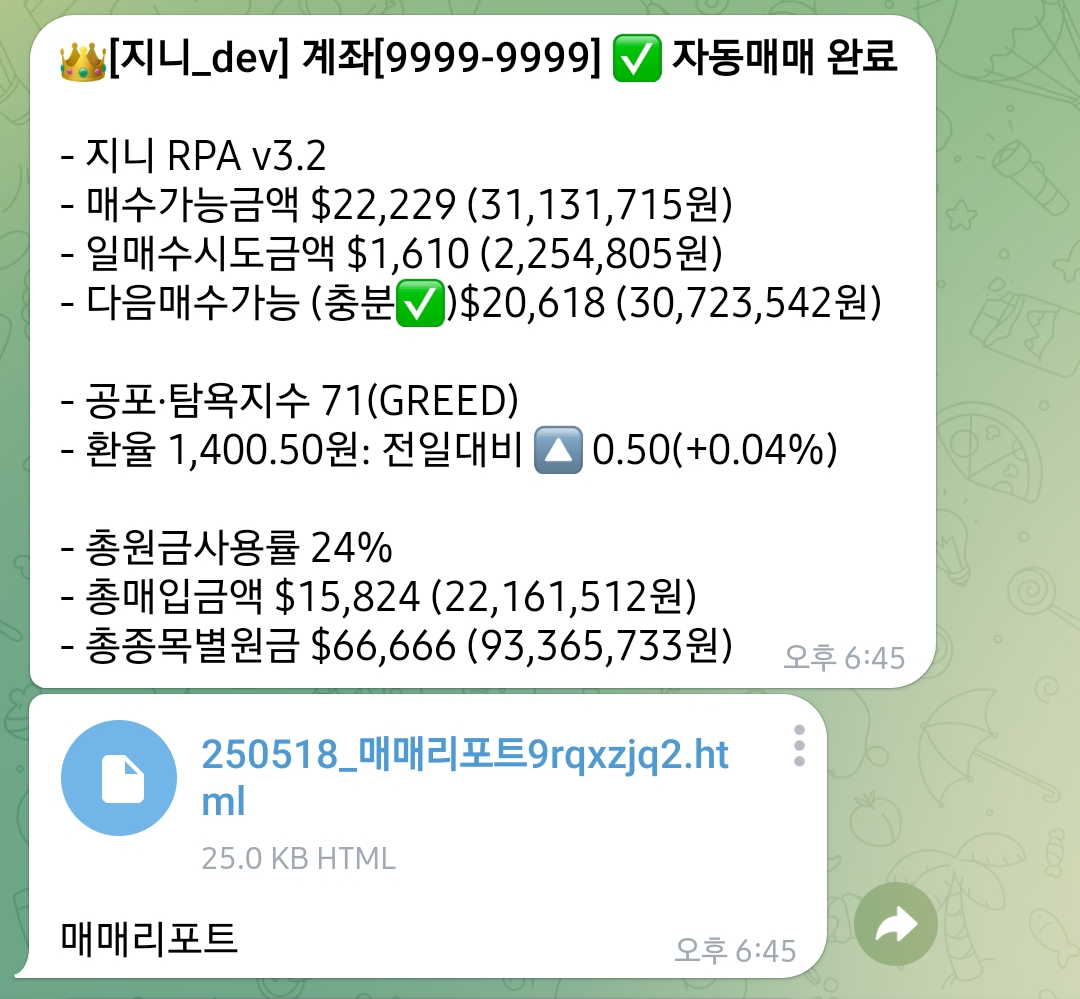 👑[지니_dev] 계좌[9999-9999] ✅ 자동매매 완료
- 지니 RPA v3.2
- 매수가능금액 $22,229 (31,131,715원)
- 일매수시도금액 $1,610 (2,254,805원)
- 다음매수가능 (충분✅)$20,618 (30,723,542원)
- 공포·탐욕지수 71(GREED)
- 환율 1,400.50원: 전일대비 🔼 0.50(+0.04%)
- 총원금사용률 24%
- 총매입금액 $15,824 (22,161,512원)
- 총종목별원금 $66,666 (93,365,733원)
오후 6:45
250518_매매리포트9rqxzjq2.ht
ml
25.0 KB HTML
매매리포트
오후 6:45